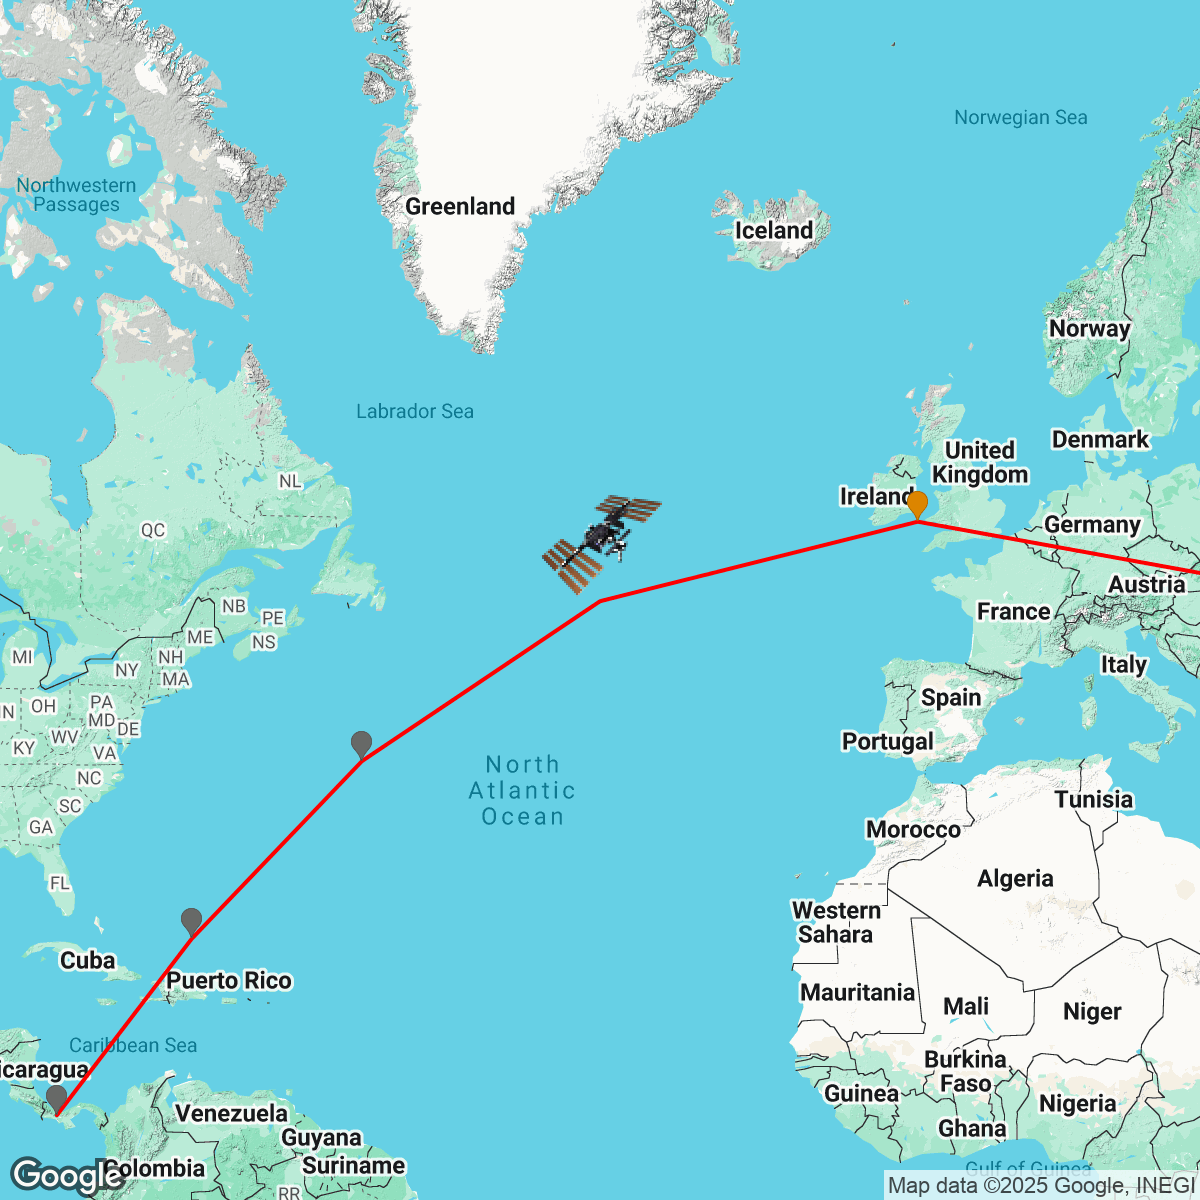 Norwegian Sea
Northwestern
Passages
Greenland
Iceland
Norway
Labrador Sea
Denmark
United
Kingdom
Ireland
NL
QC
Germany
Austria
NB
PE
France
ME
NS
MI
NH
NY
MA
Italy
Spain
IN
OH
PA
MD
DE
WV
Portugal
KY
VA
North
Atlantic
Ocean
NC
Tunisia
SC
GA
Morocco
FL
Algeria
Western
Sahara
Cuba
Puerto Rico
Mauritania
Mali
Niger
Caribbean Sea
icaragua
Burkina
Faso
Guinea
Nigeria
Venezuela
Ghana
Guyana
Colombia
Suriname
Gulf of Guinea
RR
Google
Map data ©2025 Google, INEGI